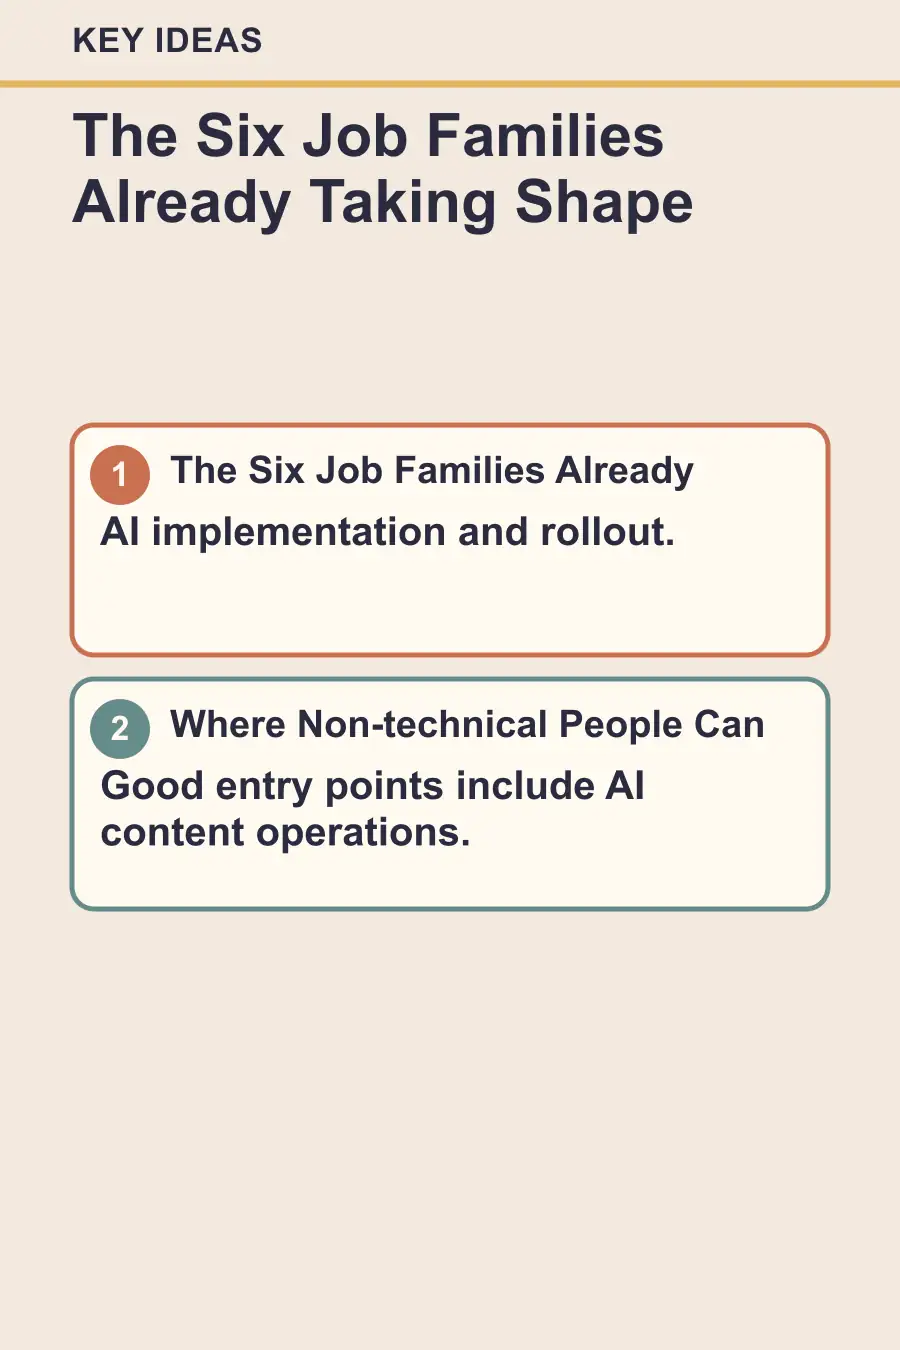 KEY IDEAS
The Six Job Families
Already Taking Shape
1
The Six Job Families Already
AI implementation and rollout.
2
Where Non-technical People Can
Good entry points include AI
content operations.